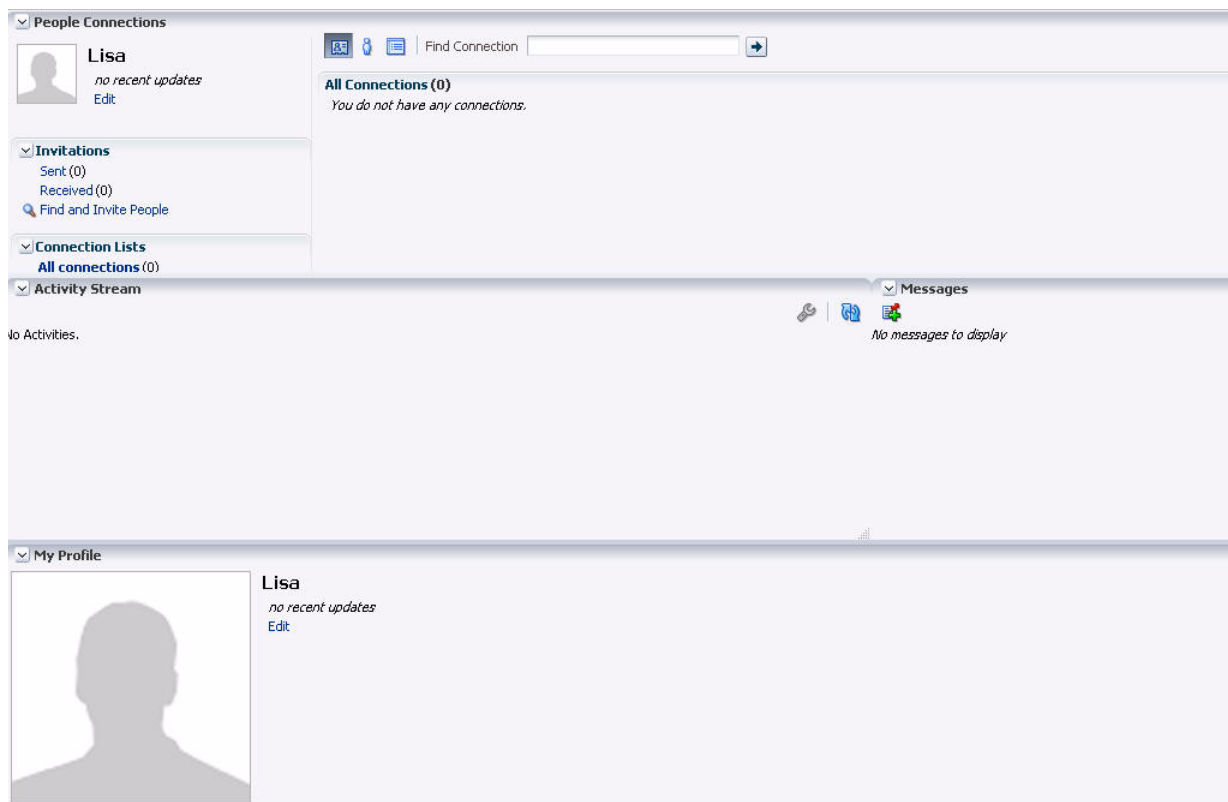 People Connections
Lisa
no recent updates
Edit
Find Connection
All Connections (0)
You do not have any connections.
Invitations
Sent (0)
Received (0)
Find and Invite People
Connection Lists
All connections (0)
Activity Stream
No Activities.
Messages
No messages to display
My Profile
Lisa
no recent updates
Edit